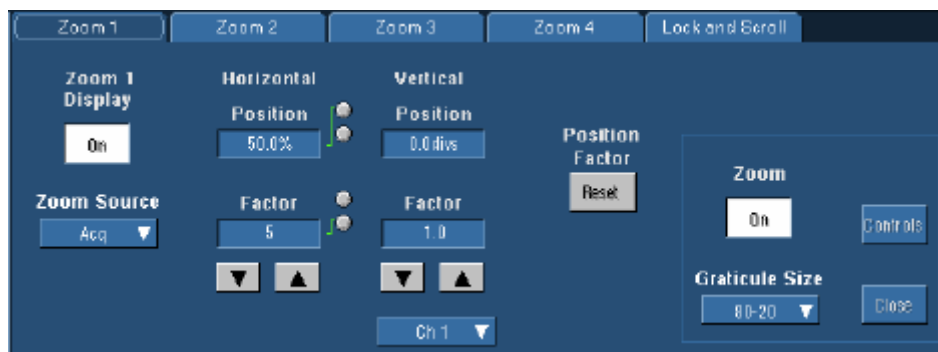 Zoom 1 Zoom 2 Zoom 3 Zoom 4 Lock and Scroll
Zoom 1
Display
On
Zoom Source
Acq
Horizontal
Position
50.0%
Factor
5
Vertical
Position
0.0divs
Factor
1.0
Ch 1
Position
Factor
Reset
Zoom
On
Controls
Graticule Size
80-20
Close